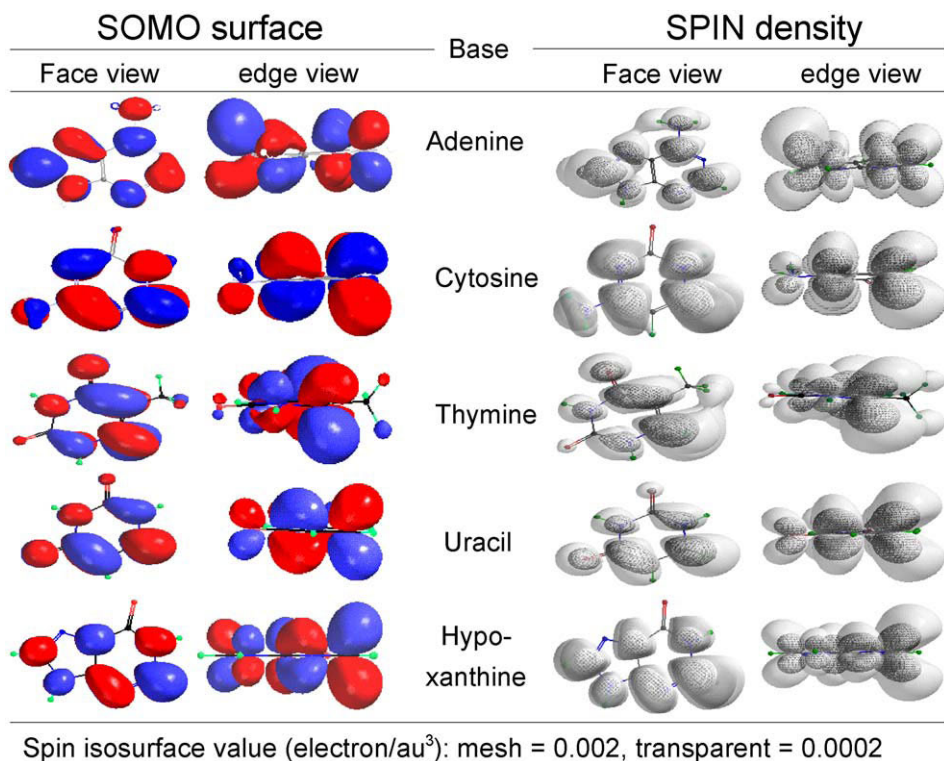 SOMO surface
Base
SPIN density
Face view
edge view
Face view
edge view
Adenine
Cytosine
Thymine
Uracil
Hypo-
xanthine
Spin isosurface value (electron/au³): mesh = 0.002, transparent = 0.0002